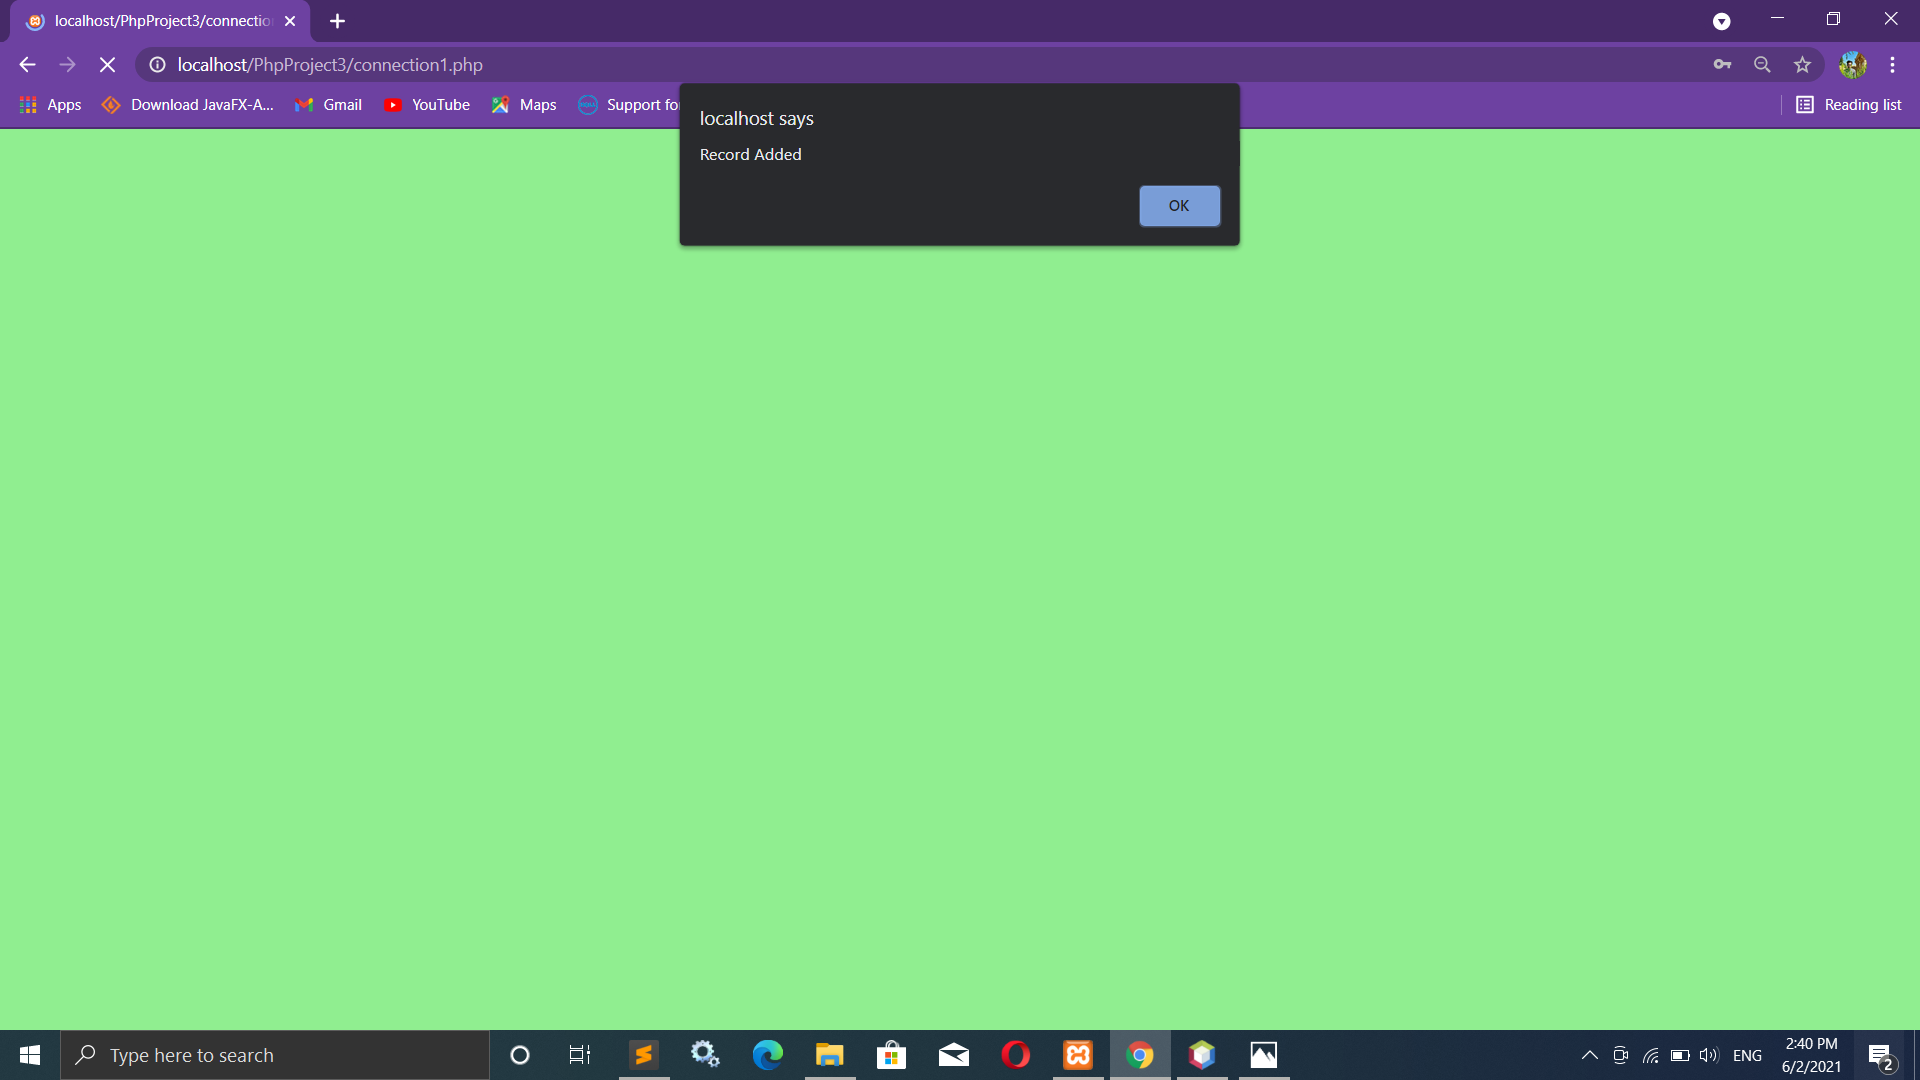 localhost/PhpProject3/connectio
localhost/PhpProject3/connection1.php
Apps
Download JavaFX-A...
Gmail
YouTube
Maps
Support fo
Reading list
localhost says
Record Added
OK
Type here to search
ENG
2:40 PM
6/2/2021
2